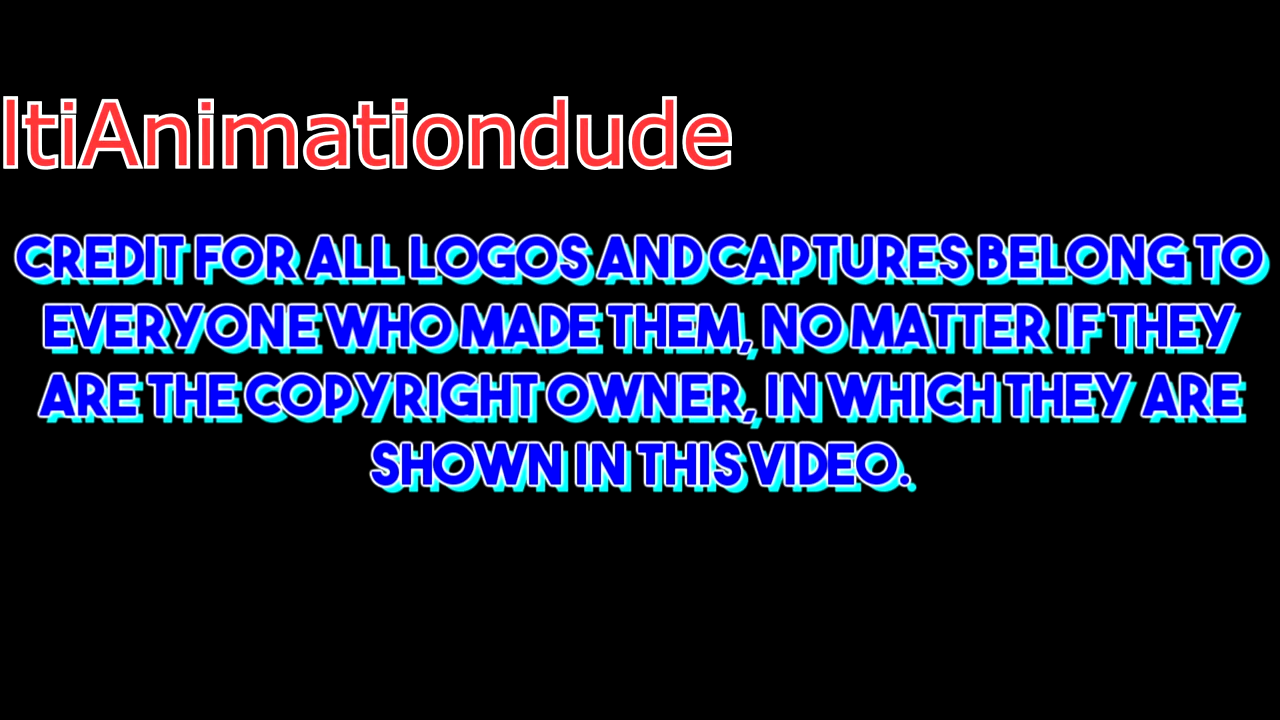 ltiAnimationdude
CREDIT FOR ALL LOGOS AND CAPTURES BELONG TO
EVERYONE WHO MADE THEM, NO MATTER IF THEY
ARE THE COPYRIGHT OWNER, IN WHICH THEY ARE
SHOWN IN THIS VIDEO.